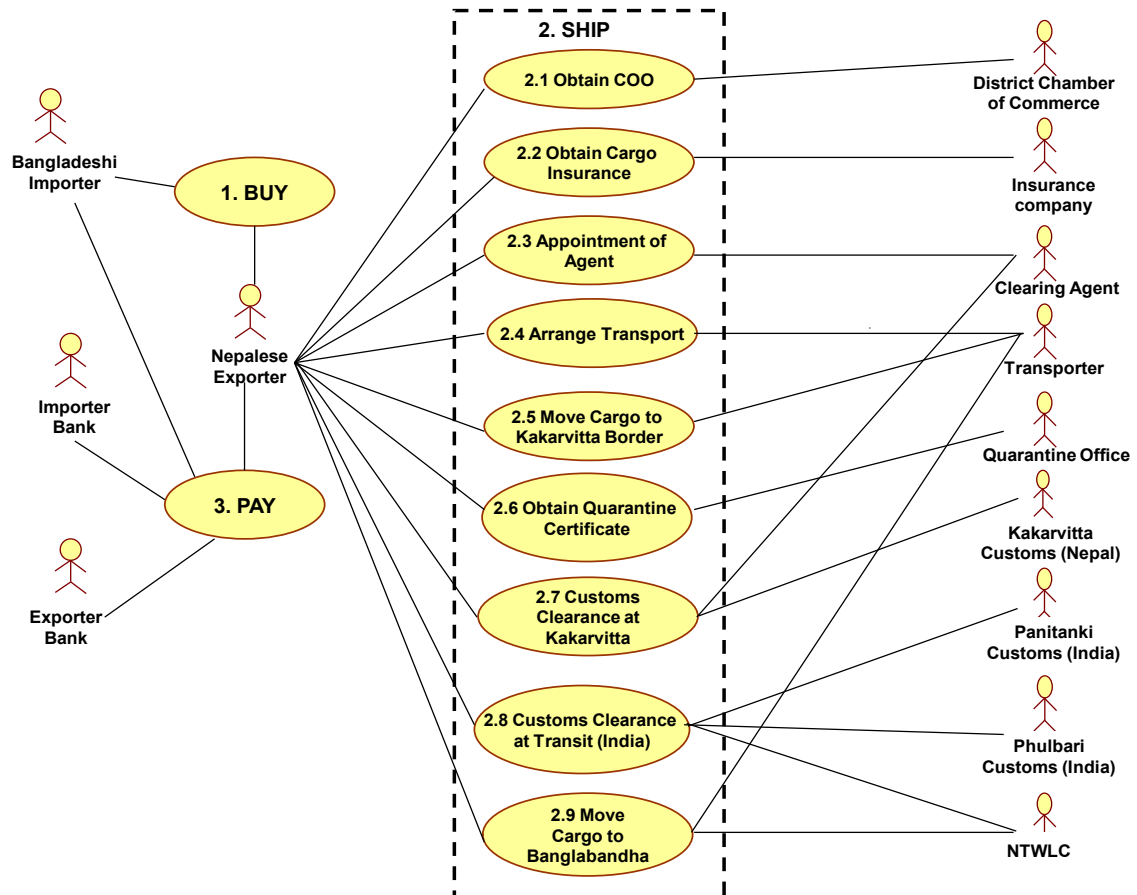 2. SHIP
2.1 Obtain COO
District Chamber
of Commerce
Bangladeshi
Importer
1. BUY
2.2 Obtain Cargo
Insurance
Insurance
company
2.3 Appointment of
Agent
Clearing Agent
Nepalese
Exporter
2.4 Arrange Transport
Transporter
Importer
Bank
2.5 Move Cargo to
Kakarvitta Border
Quarantine Office
3. PAY
2.6 Obtain Quarantine
Certificate
Kakarvitta
Customs (Nepal)
Exporter
Bank
2.7 Customs
Clearance at
Kakarvitta
Panitanki
Customs (India)
2.8 Customs Clearance
at Transit (India)
Phulbari
Customs (India)
2.9 Move
Cargo to
Banglabandha
NTWLC